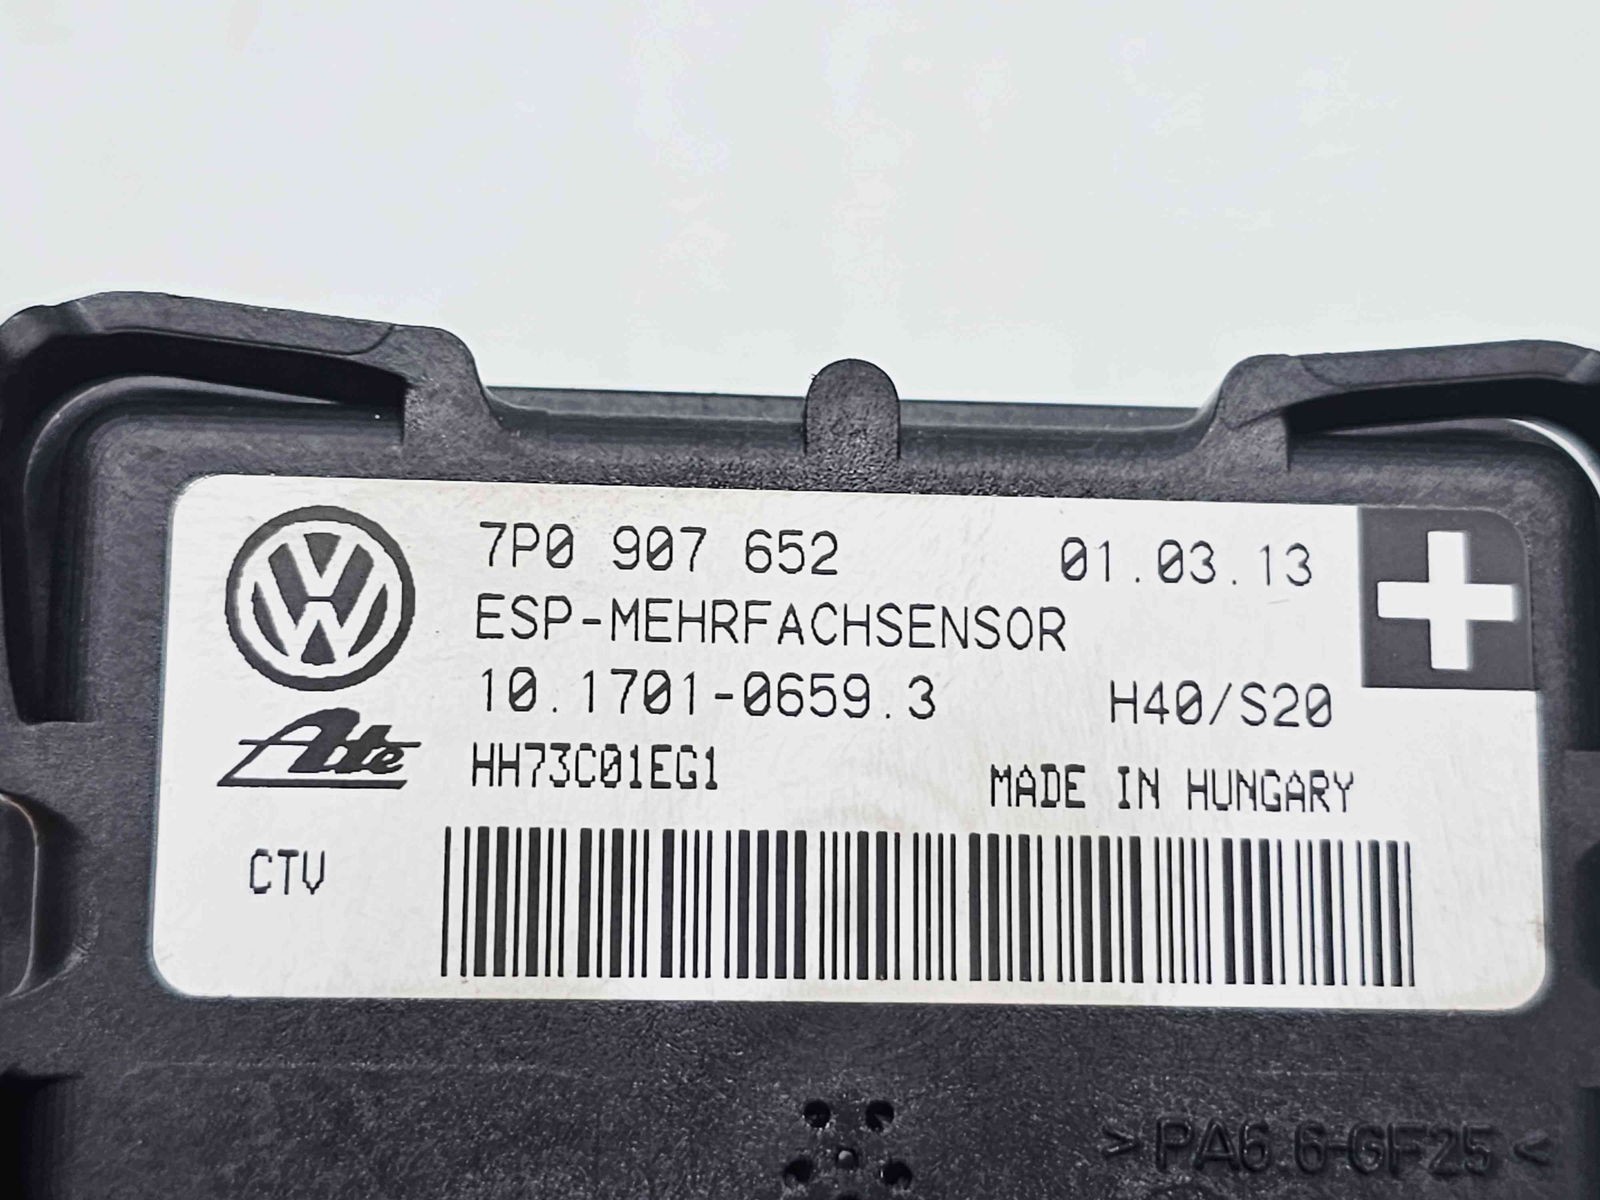 7P0 907 652 01.03.13
ESP-MEHRFACHSENSOR
10.1701-0659.3 H40/S20
Ate
HH73C01EG1 MADE IN HUNGARY
CTV
>PA6.6-GF25<